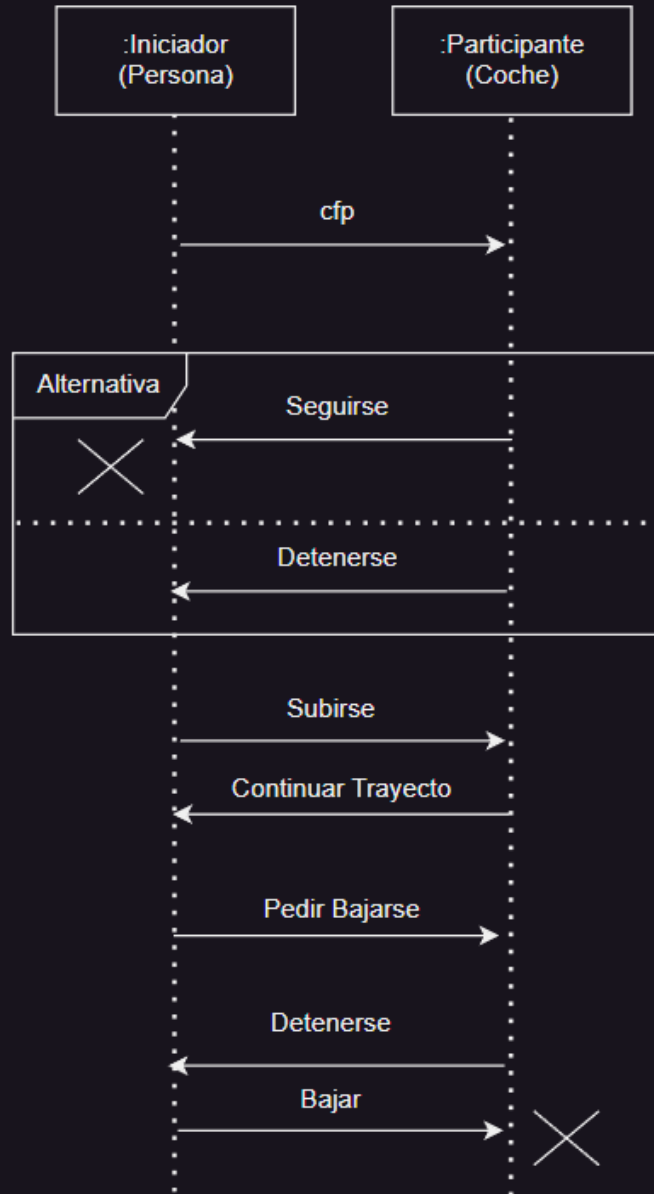 :Iniciador
(Persona)
:Participante
(Coche)
cfp
Alternativa
Seguirse
Detenerse
Subirse
Continuar Trayecto
Pedir Bajarse
Detenerse
Bajar